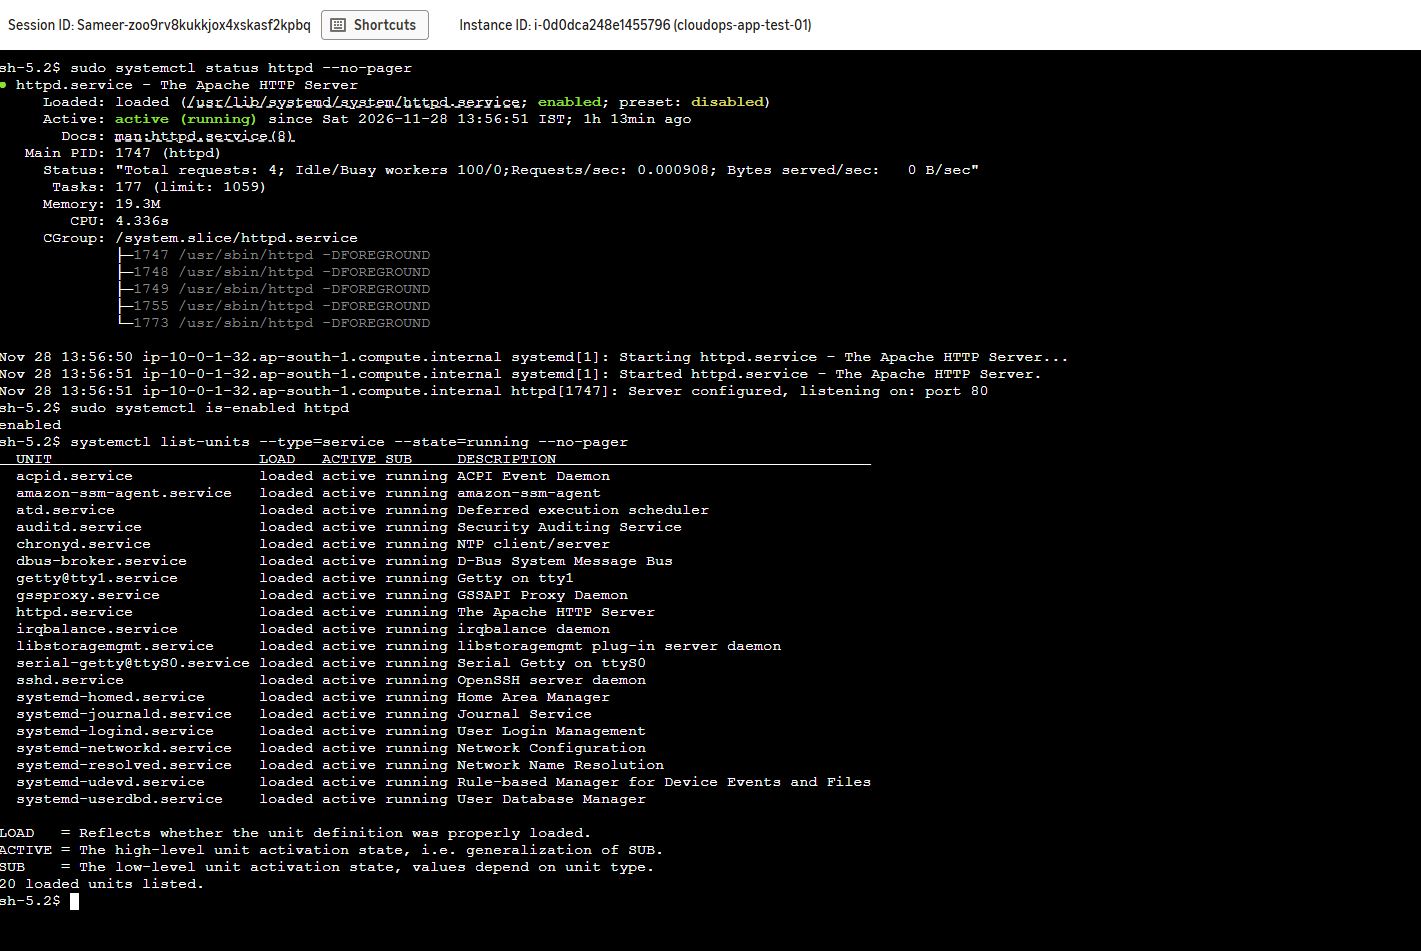 Session ID: Sameer-zoo9rv8kukkjox4xskasf2kpbq Shortcuts Instance ID: i-0d0dca248e1455796 (cloudops-app-test-01)
sh-5.2$ sudo systemctl status httpd --no-pager
● httpd.service - The Apache HTTP Server
     Loaded: loaded (/usr/lib/systemd/system/httpd.service; enabled; preset: disabled)
     Active: active (running) since Sat 2026-11-28 13:56:51 IST; 1h 13min ago
       Docs: man:httpd.service(8)
   Main PID: 1747 (httpd)
     Status: "Total requests: 4; Idle/Busy workers 100/0;Requests/sec: 0.000908; Bytes served/sec:   0 B/sec"
      Tasks: 177 (limit: 1059)
     Memory: 19.3M
        CPU: 4.336s
     CGroup: /system.slice/httpd.service
             ├─1747 /usr/sbin/httpd -DFOREGROUND
             ├─1748 /usr/sbin/httpd -DFOREGROUND
             ├─1749 /usr/sbin/httpd -DFOREGROUND
             ├─1755 /usr/sbin/httpd -DFOREGROUND
             └─1773 /usr/sbin/httpd -DFOREGROUND
Nov 28 13:56:50 ip-10-0-1-32.ap-south-1.compute.internal systemd[1]: Starting httpd.service - The Apache HTTP Server...
Nov 28 13:56:51 ip-10-0-1-32.ap-south-1.compute.internal systemd[1]: Started httpd.service - The Apache HTTP Server.
Nov 28 13:56:51 ip-10-0-1-32.ap-south-1.compute.internal httpd[1747]: Server configured, listening on: port 80
sh-5.2$ sudo systemctl is-enabled httpd
enabled
sh-5.2$ systemctl list-units --type=service --state=running --no-pager
  UNIT                       LOAD   ACTIVE SUB     DESCRIPTION
  acpid.service              loaded active running ACPI Event Daemon
  amazon-ssm-agent.service   loaded active running amazon-ssm-agent
  atd.service                loaded active running Deferred execution scheduler
  auditd.service             loaded active running Security Auditing Service
  chronyd.service            loaded active running NTP client/server
  dbus-broker.service        loaded active running D-Bus System Message Bus
  getty@tty1.service         loaded active running Getty on tty1
  gssproxy.service           loaded active running GSSAPI Proxy Daemon
  httpd.service              loaded active running The Apache HTTP Server
  irqbalance.service         loaded active running irqbalance daemon
  libstoragemgmt.service     loaded active running libstoragemgmt plug-in server daemon
  serial-getty@ttyS0.service loaded active running Serial Getty on ttyS0
  sshd.service               loaded active running OpenSSH server daemon
  systemd-homed.service      loaded active running Home Area Manager
  systemd-journald.service   loaded active running Journal Service
  systemd-logind.service     loaded active running User Login Management
  systemd-networkd.service   loaded active running Network Configuration
  systemd-resolved.service   loaded active running Network Name Resolution
  systemd-udevd.service      loaded active running Rule-based Manager for Device Events and Files
  systemd-userdbd.service    loaded active running User Database Manager
LOAD   = Reflects whether the unit definition was properly loaded.
ACTIVE = The high-level unit activation state, i.e. generalization of SUB.
SUB    = The low-level unit activation state, values depend on unit type.
20 loaded units listed.
sh-5.2$